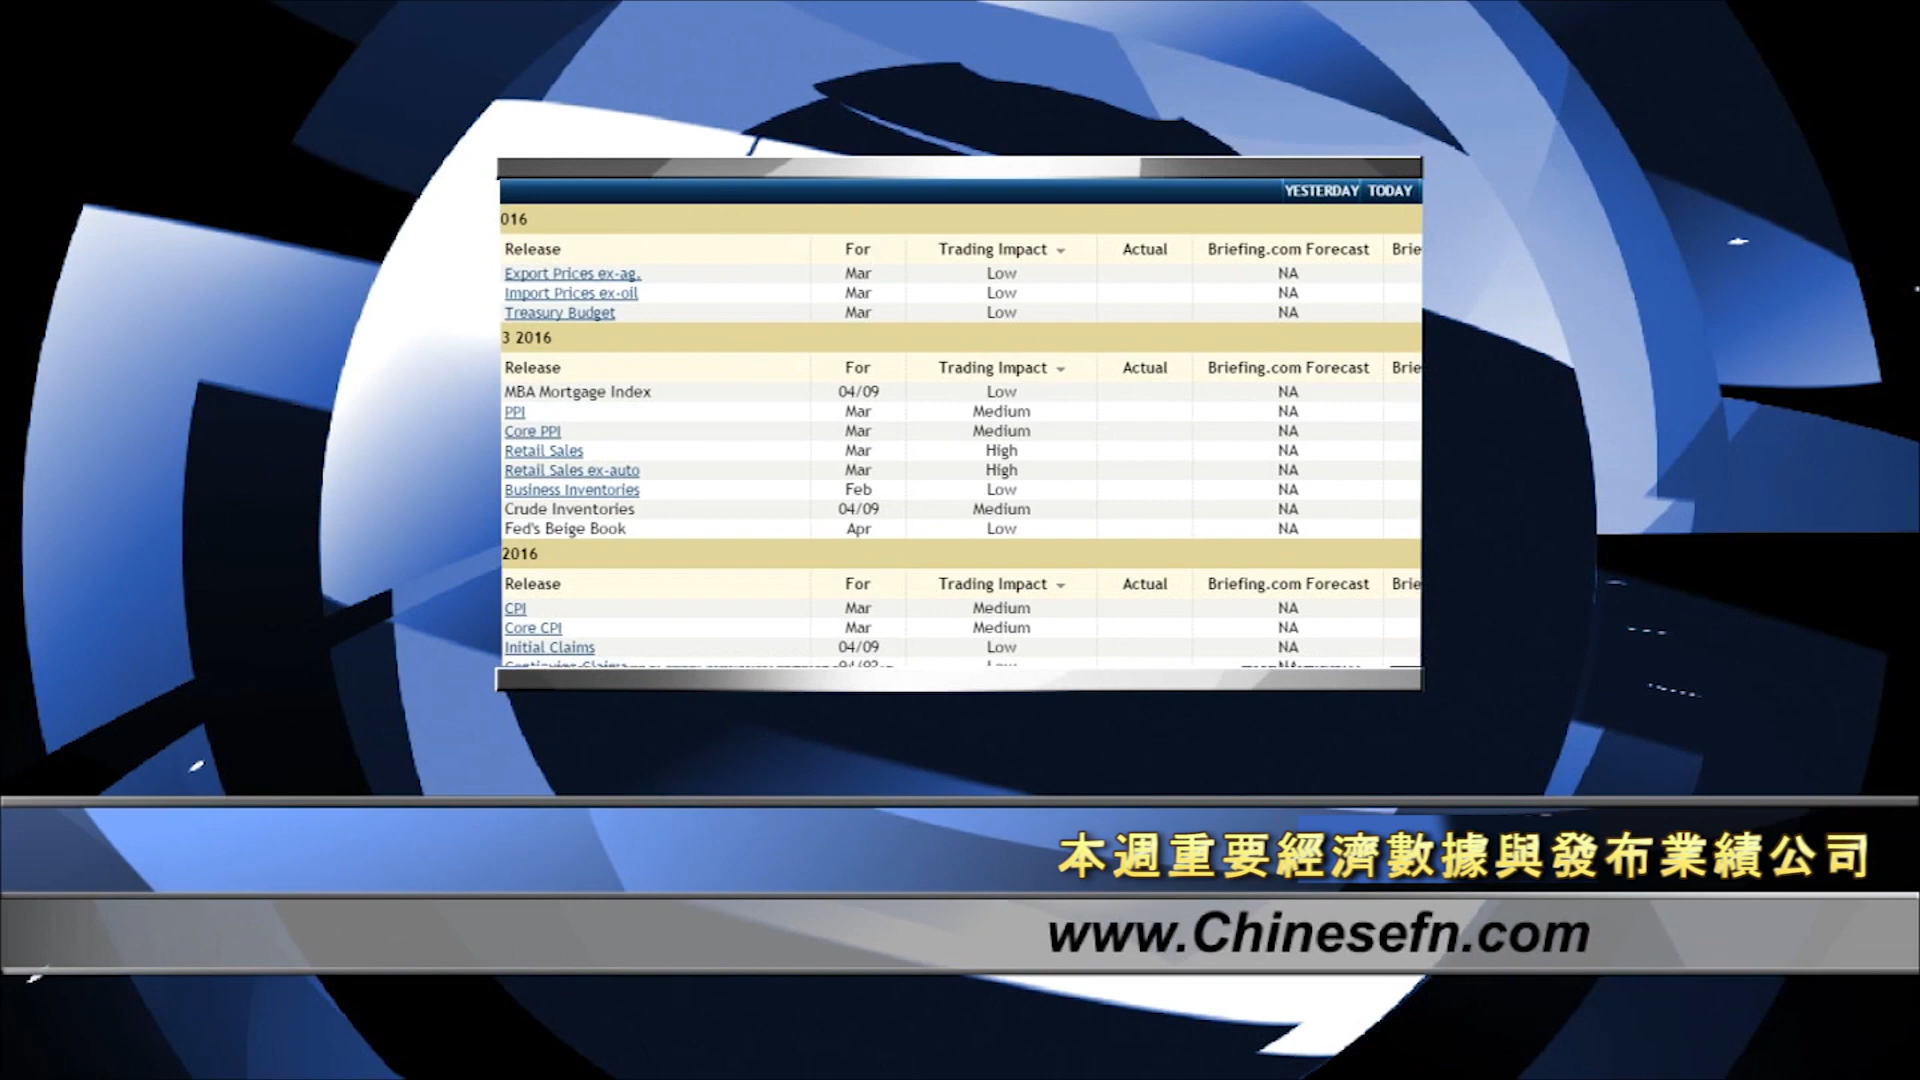 YESTERDAY TODAY
016
Release For Trading Impact Actual Briefing.com Forecast Brie
Export Prices ex-ag. Mar Low NA
Import Prices ex-oil Mar Low NA
Treasury Budget Mar Low NA
3 2016
Release For Trading Impact Actual Briefing.com Forecast Brie
MBA Mortgage Index 04/09 Low NA
PPI Mar Medium NA
Core PPI Mar Medium NA
Retail Sales Mar High NA
Retail Sales ex-auto Mar High NA
Business Inventories Feb Low NA
Crude Inventories 04/09 Medium NA
Fed's Beige Book Apr Low NA
2016
Release For Trading Impact Actual Briefing.com Forecast Brie
CPI Mar Medium NA
Core CPI Mar Medium NA
Initial Claims 04/09 Low NA
本週重要經濟數據與發布業績公司
www.Chinesefn.com